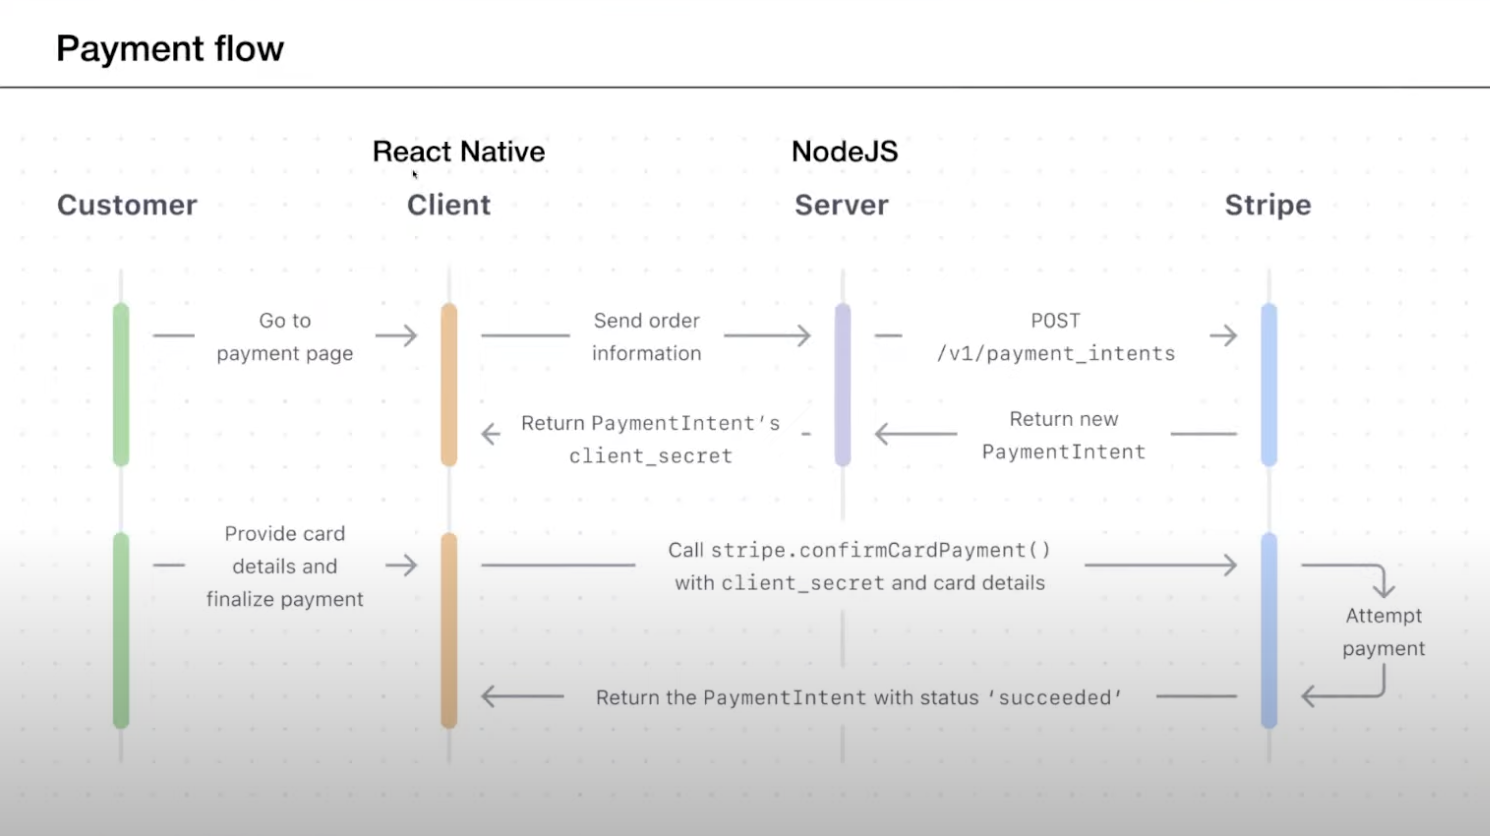 Payment flow
React Native
NodeJS
Customer
Client
Server
Stripe
Go to
payment page
Send order
information
POST
/v1/payment_intents
Return PaymentIntent’s
client_secret
Return new
PaymentIntent
Provide card
details and
finalize payment
Call stripe.confirmCardPayment()
with client_secret and card details
Attempt
payment
Return the PaymentIntent with status ‘succeeded’